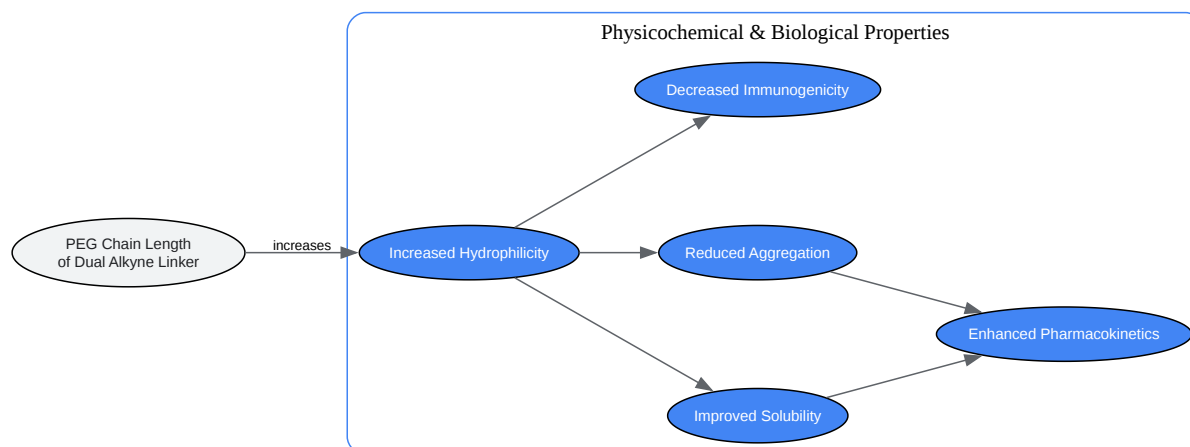 Physicochemical & Biological Properties
Decreased Immunogenicity
PEG Chain Length
of Dual Alkyne Linker
increases
Increased Hydrophilicity
Reduced Aggregation
Enhanced Pharmacokinetics
Improved Solubility